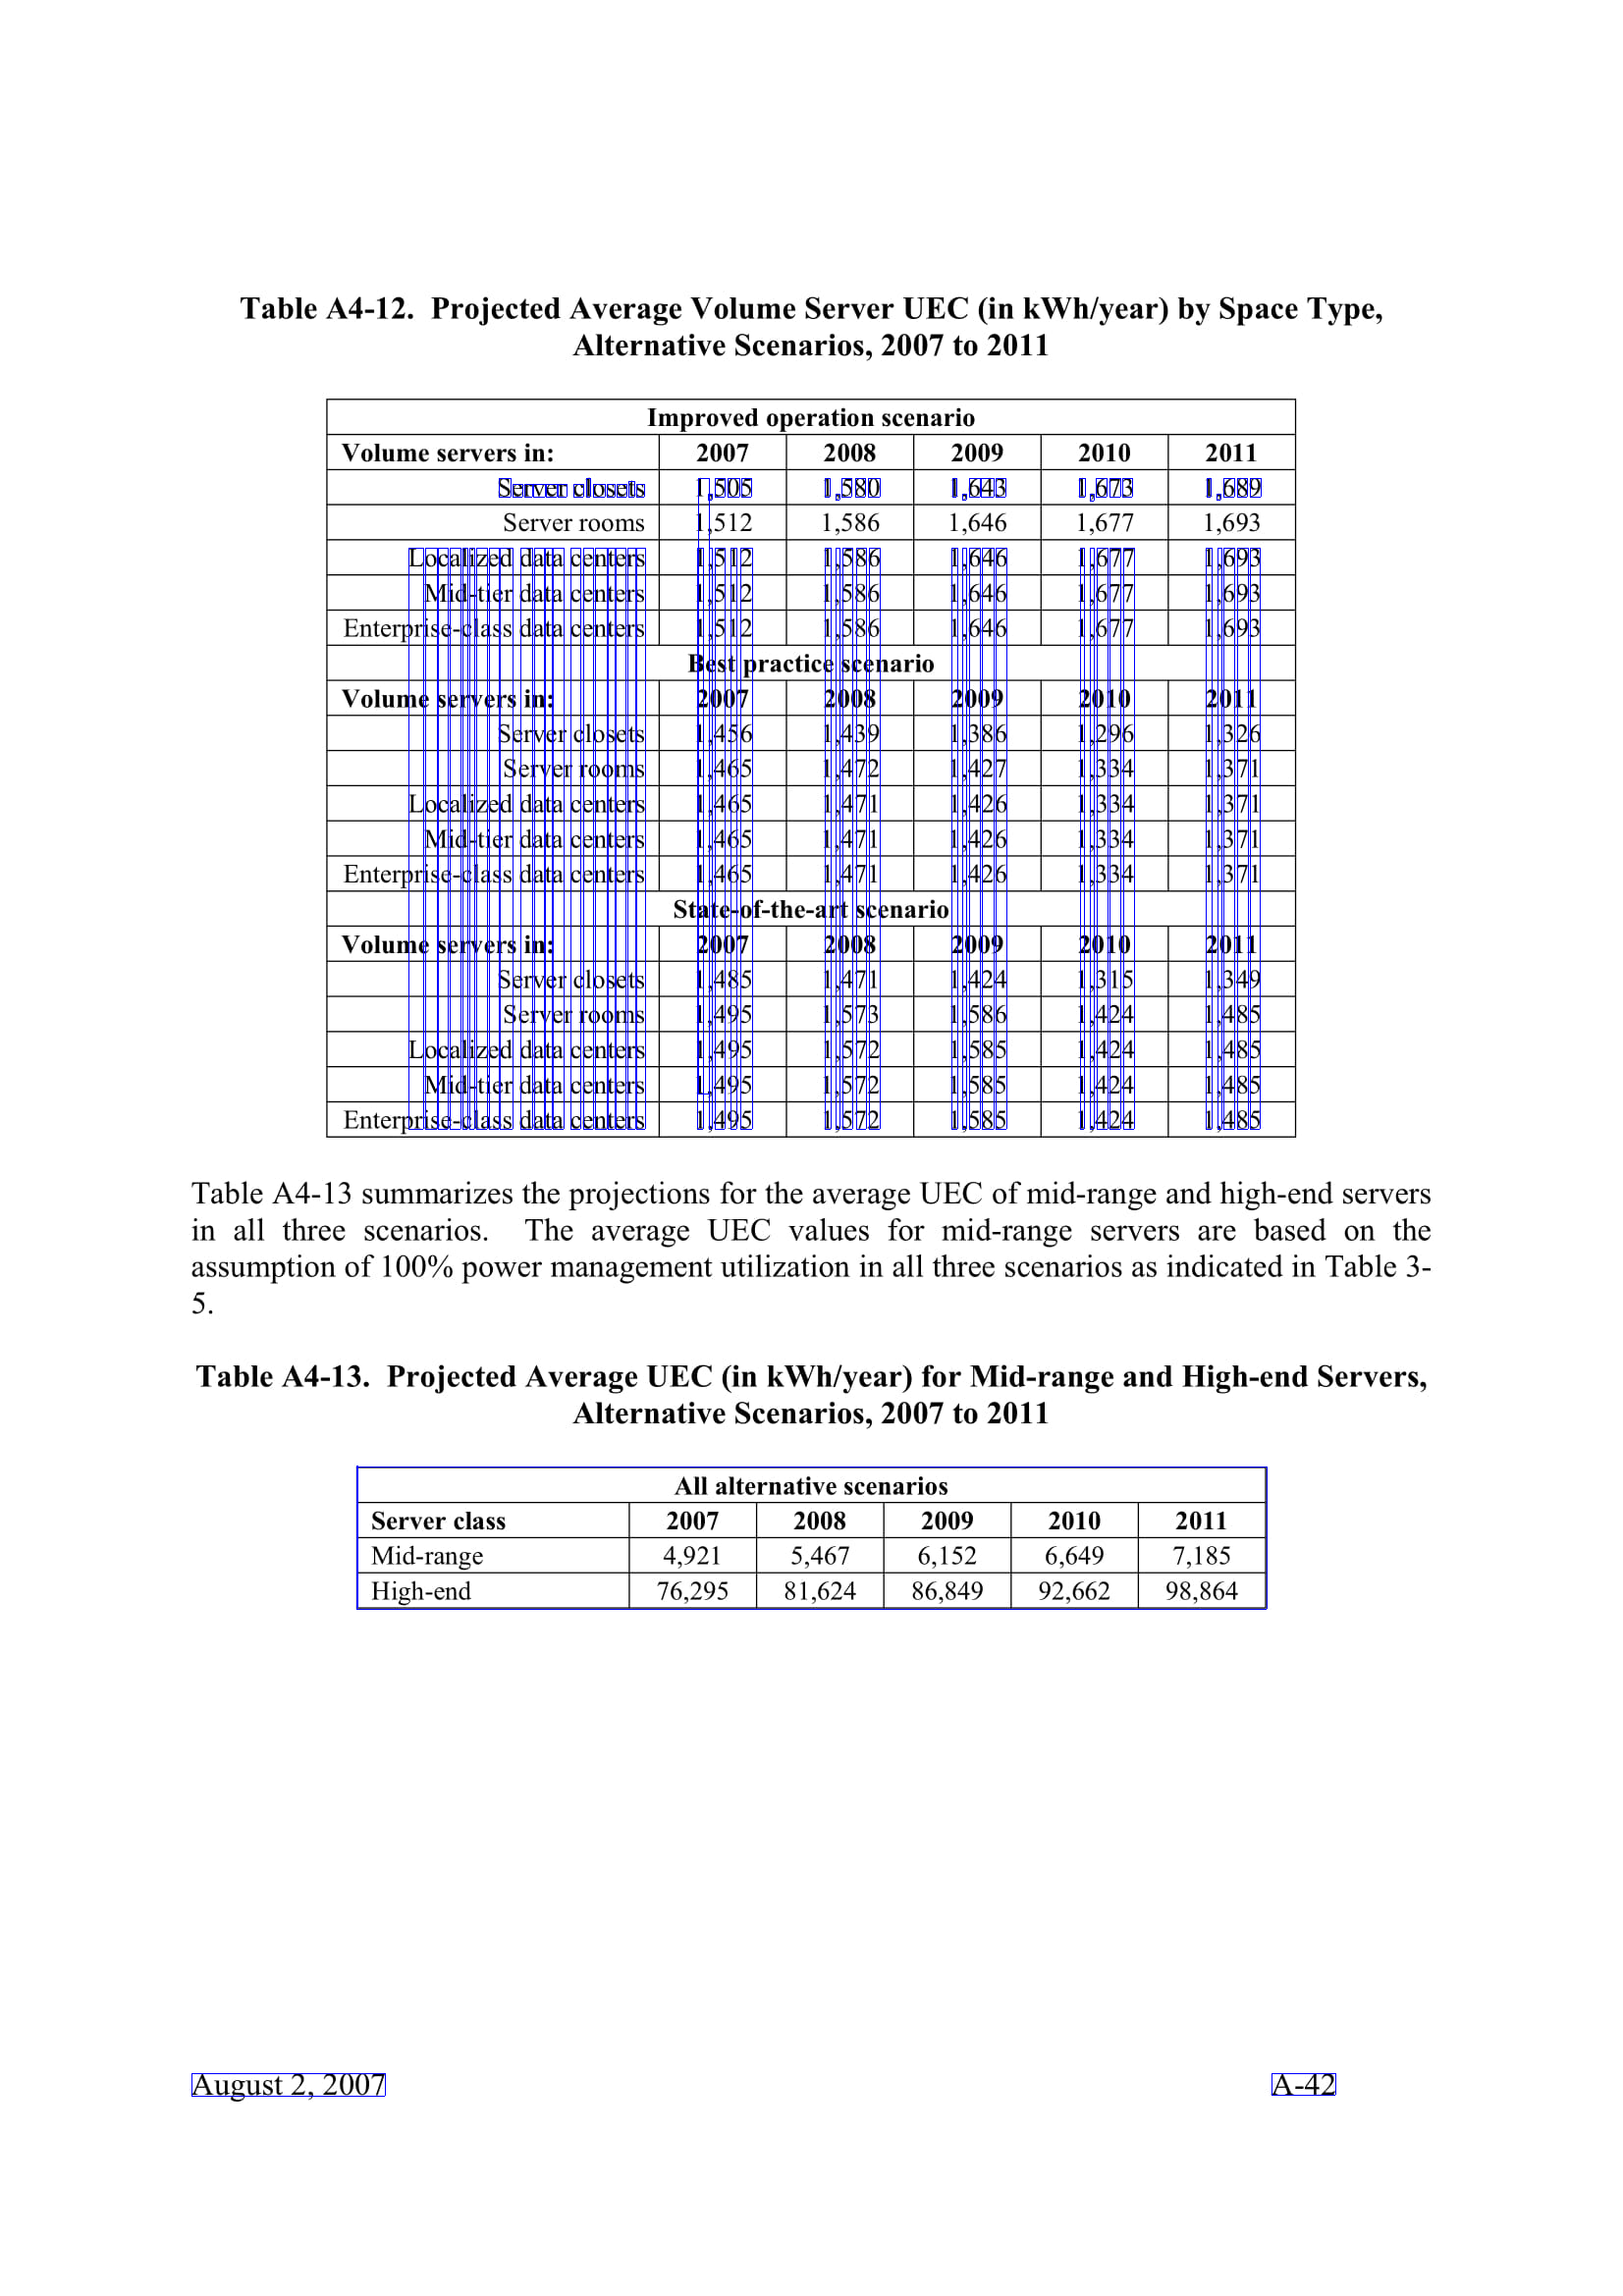 Table A4-12.  Projected Average Volume Server UEC (in kWh/year) by Space Type,
Alternative Scenarios, 2007 to 2011
Improved operation scenario
Volume servers in: 2007 2008 2009 2010 2011
Server closets 1,505 1,580 1,643 1,673 1,689
Server rooms 1,512 1,586 1,646 1,677 1,693
Localized data centers 1,512 1,586 1,646 1,677 1,693
Mid-tier data centers 1,512 1,586 1,646 1,677 1,693
Enterprise-class data centers 1,512 1,586 1,646 1,677 1,693
Best practice scenario
Volume servers in: 2007 2008 2009 2010 2011
Server closets 1,456 1,439 1,386 1,296 1,326
Server rooms 1,465 1,472 1,427 1,334 1,371
Localized data centers 1,465 1,471 1,426 1,334 1,371
Mid-tier data centers 1,465 1,471 1,426 1,334 1,371
Enterprise-class data centers 1,465 1,471 1,426 1,334 1,371
State-of-the-art scenario
Volume servers in: 2007 2008 2009 2010 2011
Server closets 1,485 1,471 1,424 1,315 1,349
Server rooms 1,495 1,573 1,586 1,424 1,485
Localized data centers 1,495 1,572 1,585 1,424 1,485
Mid-tier data centers 1,495 1,572 1,585 1,424 1,485
Enterprise-class data centers 1,495 1,572 1,585 1,424 1,485
Table A4-13 summarizes the projections for the average UEC of mid-range and high-end servers
in all three scenarios.  The average UEC values for mid-range servers are based on the
assumption of 100% power management utilization in all three scenarios as indicated in Table 3-
5.
Table A4-13.  Projected Average UEC (in kWh/year) for Mid-range and High-end Servers,
Alternative Scenarios, 2007 to 2011
All alternative scenarios
Server class 2007 2008 2009 2010 2011
Mid-range 4,921 5,467 6,152 6,649 7,185
High-end 76,295 81,624 86,849 92,662 98,864
August 2, 2007 A-42